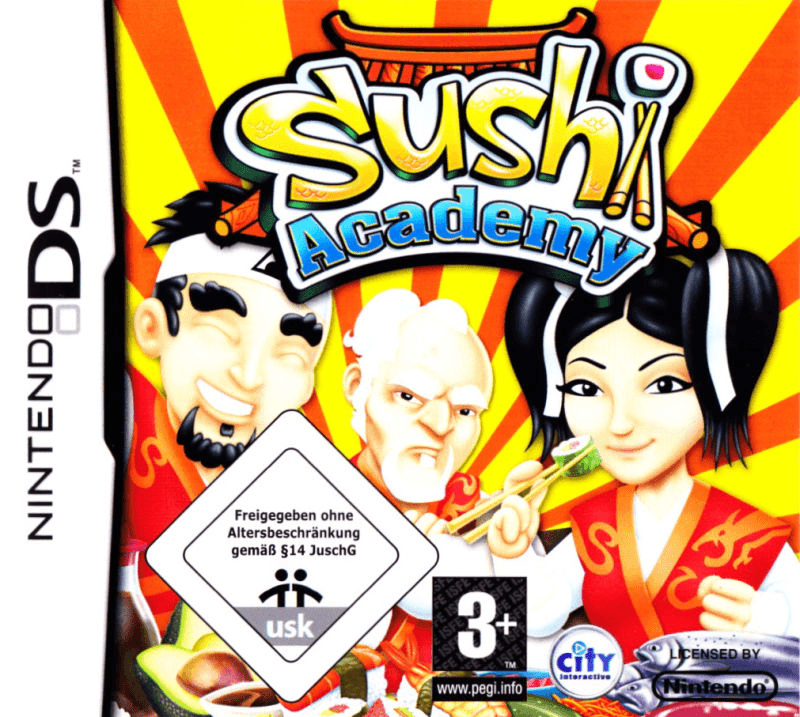 Sushi
Academy
NINTENDO DS™
Freigegeben ohne
Altersbeschränkung
gemäß §14 JuschG
usk
3+
™
www.pegi.info
CITY
interactive
LICENSED BY
Nintendo®